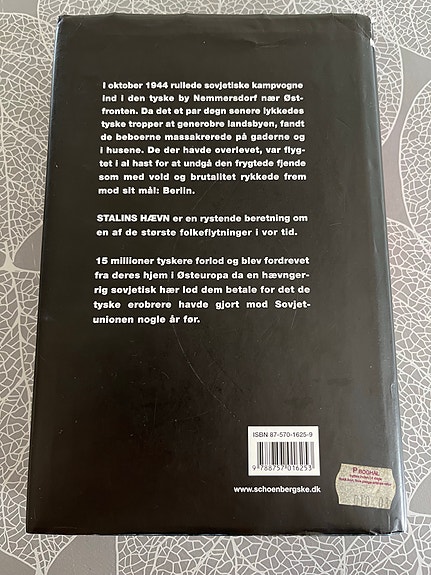 I oktober 1944 rullede sovjetiske kampvogne
ind i den tyske by Nemmersdorf nær Øst-
fronten. Da det et par døgn senere lykkedes
tyske tropper at generobre landsbyen, fandt
de beboerne massakrerede på gaderne og
i husene. De der havde overlevet, var flyg-
tet i al hast for at undgå den frygtede fjende
som med vold og brutalitet rykkede frem
mod sit mål: Berlin.
STALINS HÆVN er en rystende beretning om
en af de største folkeflytninger i vor tid.
15 millioner tyskere forlod og blev fordrevet
fra deres hjem i Østeuropa da en hævnger-
rig sovjetisk hær lod dem betale for det de
tyske erobrere havde gjort mod Sovjet-
unionen nogle år før.
ISBN 87-570-1625-9
9 788757 016253
www.schoenbergske.dk
P.BOGHAL